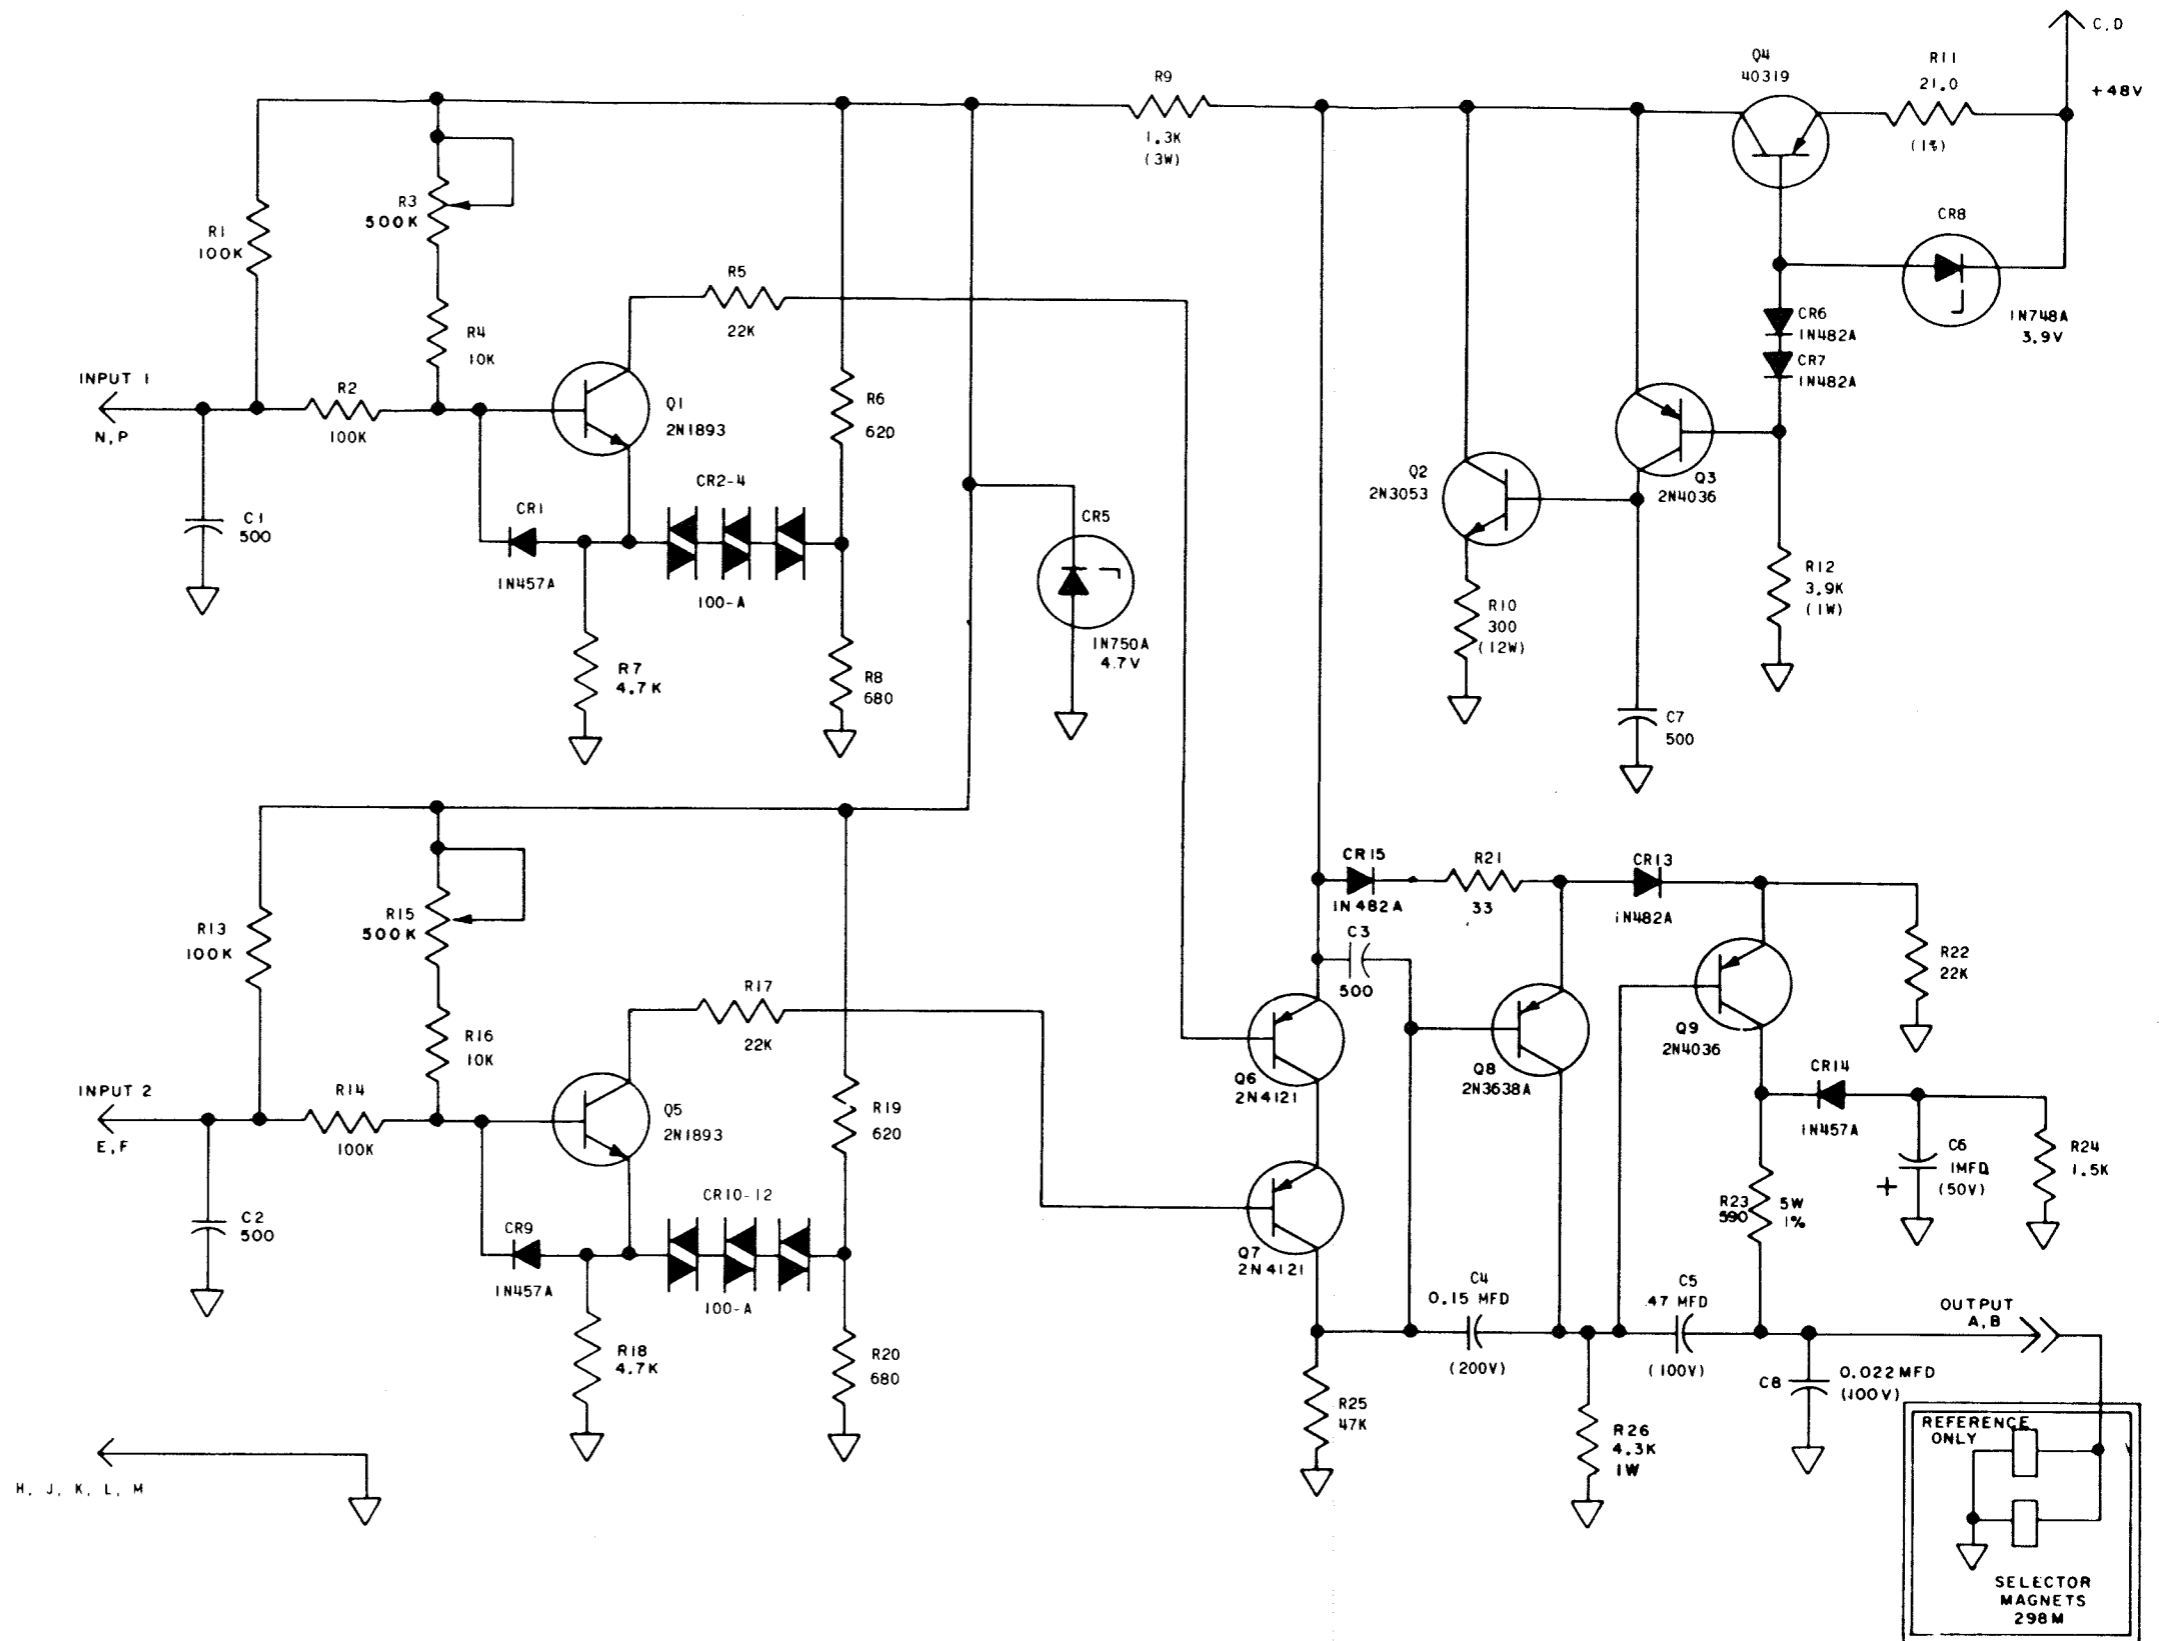 C,D
+48V
Q4
40319
R11
21.0
(1%)
R9
1.3K
(3W)
CR8
1N748A
3.9V
R3
500K
R1
100K
R5
22K
R4
10K
CR6
1N482A
CR7
1N482A
INPUT 1
N,P
R2
100K
Q1
2N1893
R6
620
Q2
2N3053
Q3
2N4036
CR2-4
100-A
CR1
1N457A
C1
500
CR5
1N750A
4.7V
R12
3.9K
(1W)
R10
300
(12W)
R7
4.7K
R8
680
C7
500
CR15
1N482A
R21
33
CR13
1N482A
R15
500K
R13
100K
C3
500
R22
22K
R17
22K
R16
10K
Q9
2N4036
Q8
2N3638A
Q6
2N4121
CR14
1N457A
INPUT 2
E,F
R14
100K
Q5
2N1893
R19
620
C6
1MFD
(50V)
+
R24
1.5K
CR10-12
100-A
R23
590
5W
1%
C2
500
CR9
1N457A
Q7
2N4121
C4
0.15 MFD
(200V)
C5
.47 MFD
(100V)
OUTPUT
A,B
R18
4.7K
R20
680
C8
0.022MFD
(100V)
R25
47K
R26
4.3K
1W
REFERENCE
ONLY
H, J, K, L, M
SELECTOR
MAGNETS
298M